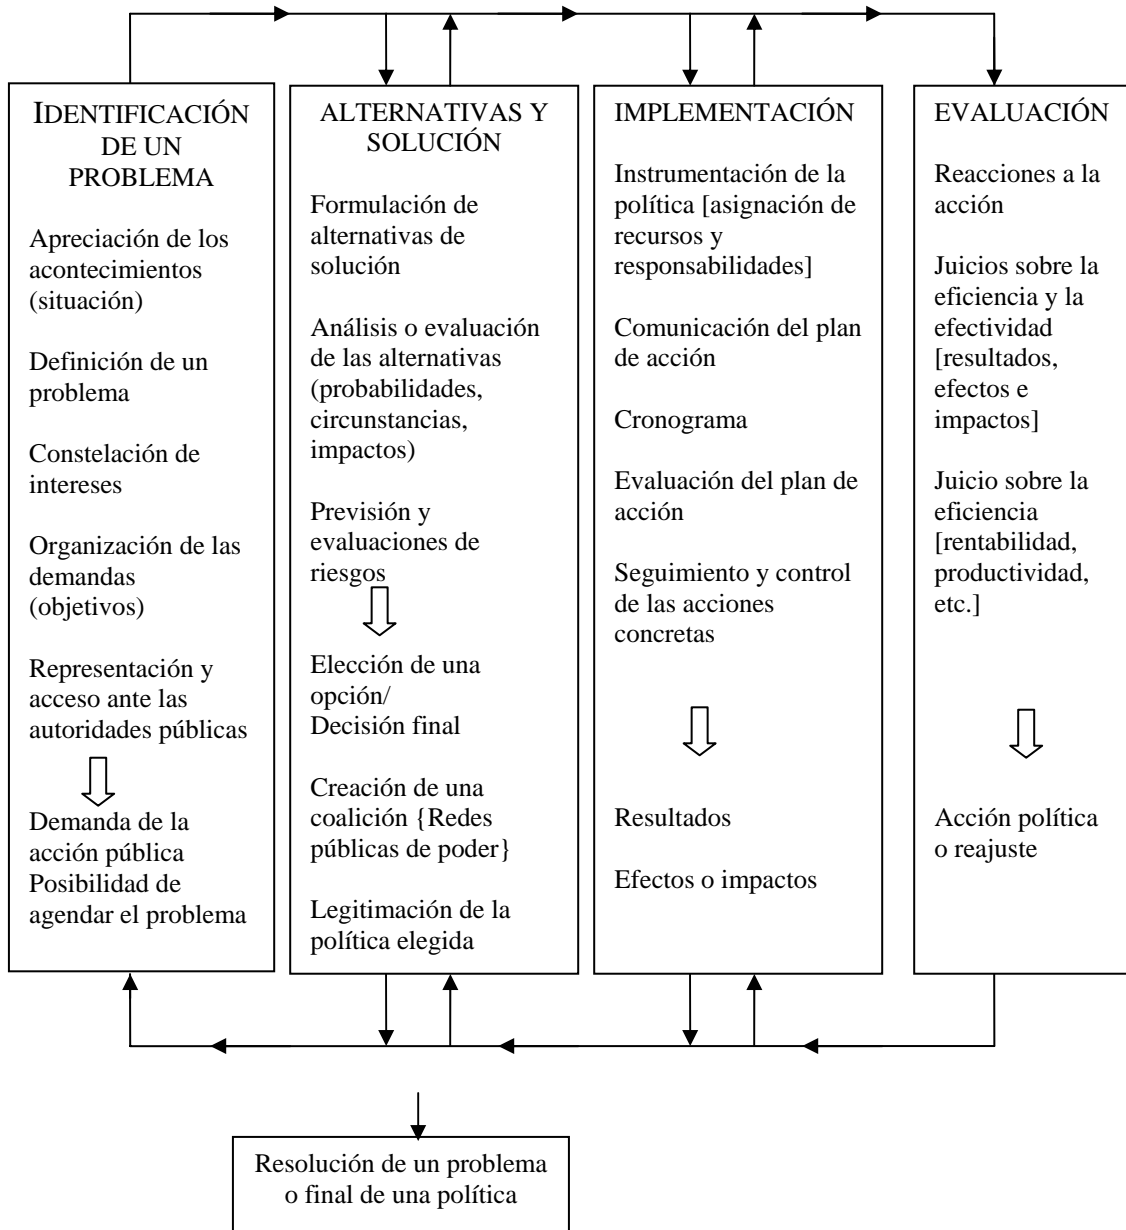 IDENTIFICACIÓN
DE UN
PROBLEMA
Apreciación de los
acontecimientos
(situación)
Definición de un
problema
Constelación de
intereses
Organización de las
demandas
(objetivos)
Representación y
acceso ante las
autoridades públicas
Demanda de la
acción pública
Posibilidad de
agendar el problema
ALTERNATIVAS Y
SOLUCIÓN
Formulación de
alternativas de
solución
Análisis o evaluación
de las alternativas
(probabilidades,
circunstancias,
impactos)
Previsión y
evaluaciones de
riesgos
Elección de una
opción/
Decisión final
Creación de una
coalición {Redes
públicas de poder}
Legitimación de la
política elegida
IMPLEMENTACIÓN
Instrumentación de la
política [asignación de
recursos y
responsabilidades]
Comunicación del plan
de acción
Cronograma
Evaluación del plan de
acción
Seguimiento y control
de las acciones
concretas
Resultados
Efectos o impactos
EVALUACIÓN
Reacciones a la
acción
Juicios sobre la
eficiencia y la
efectividad
[resultados,
efectos e
impactos]
Juicio sobre la
eficiencia
[rentabilidad,
productividad,
etc.]
Acción política
o reajuste
Resolución de un problema
o final de una política